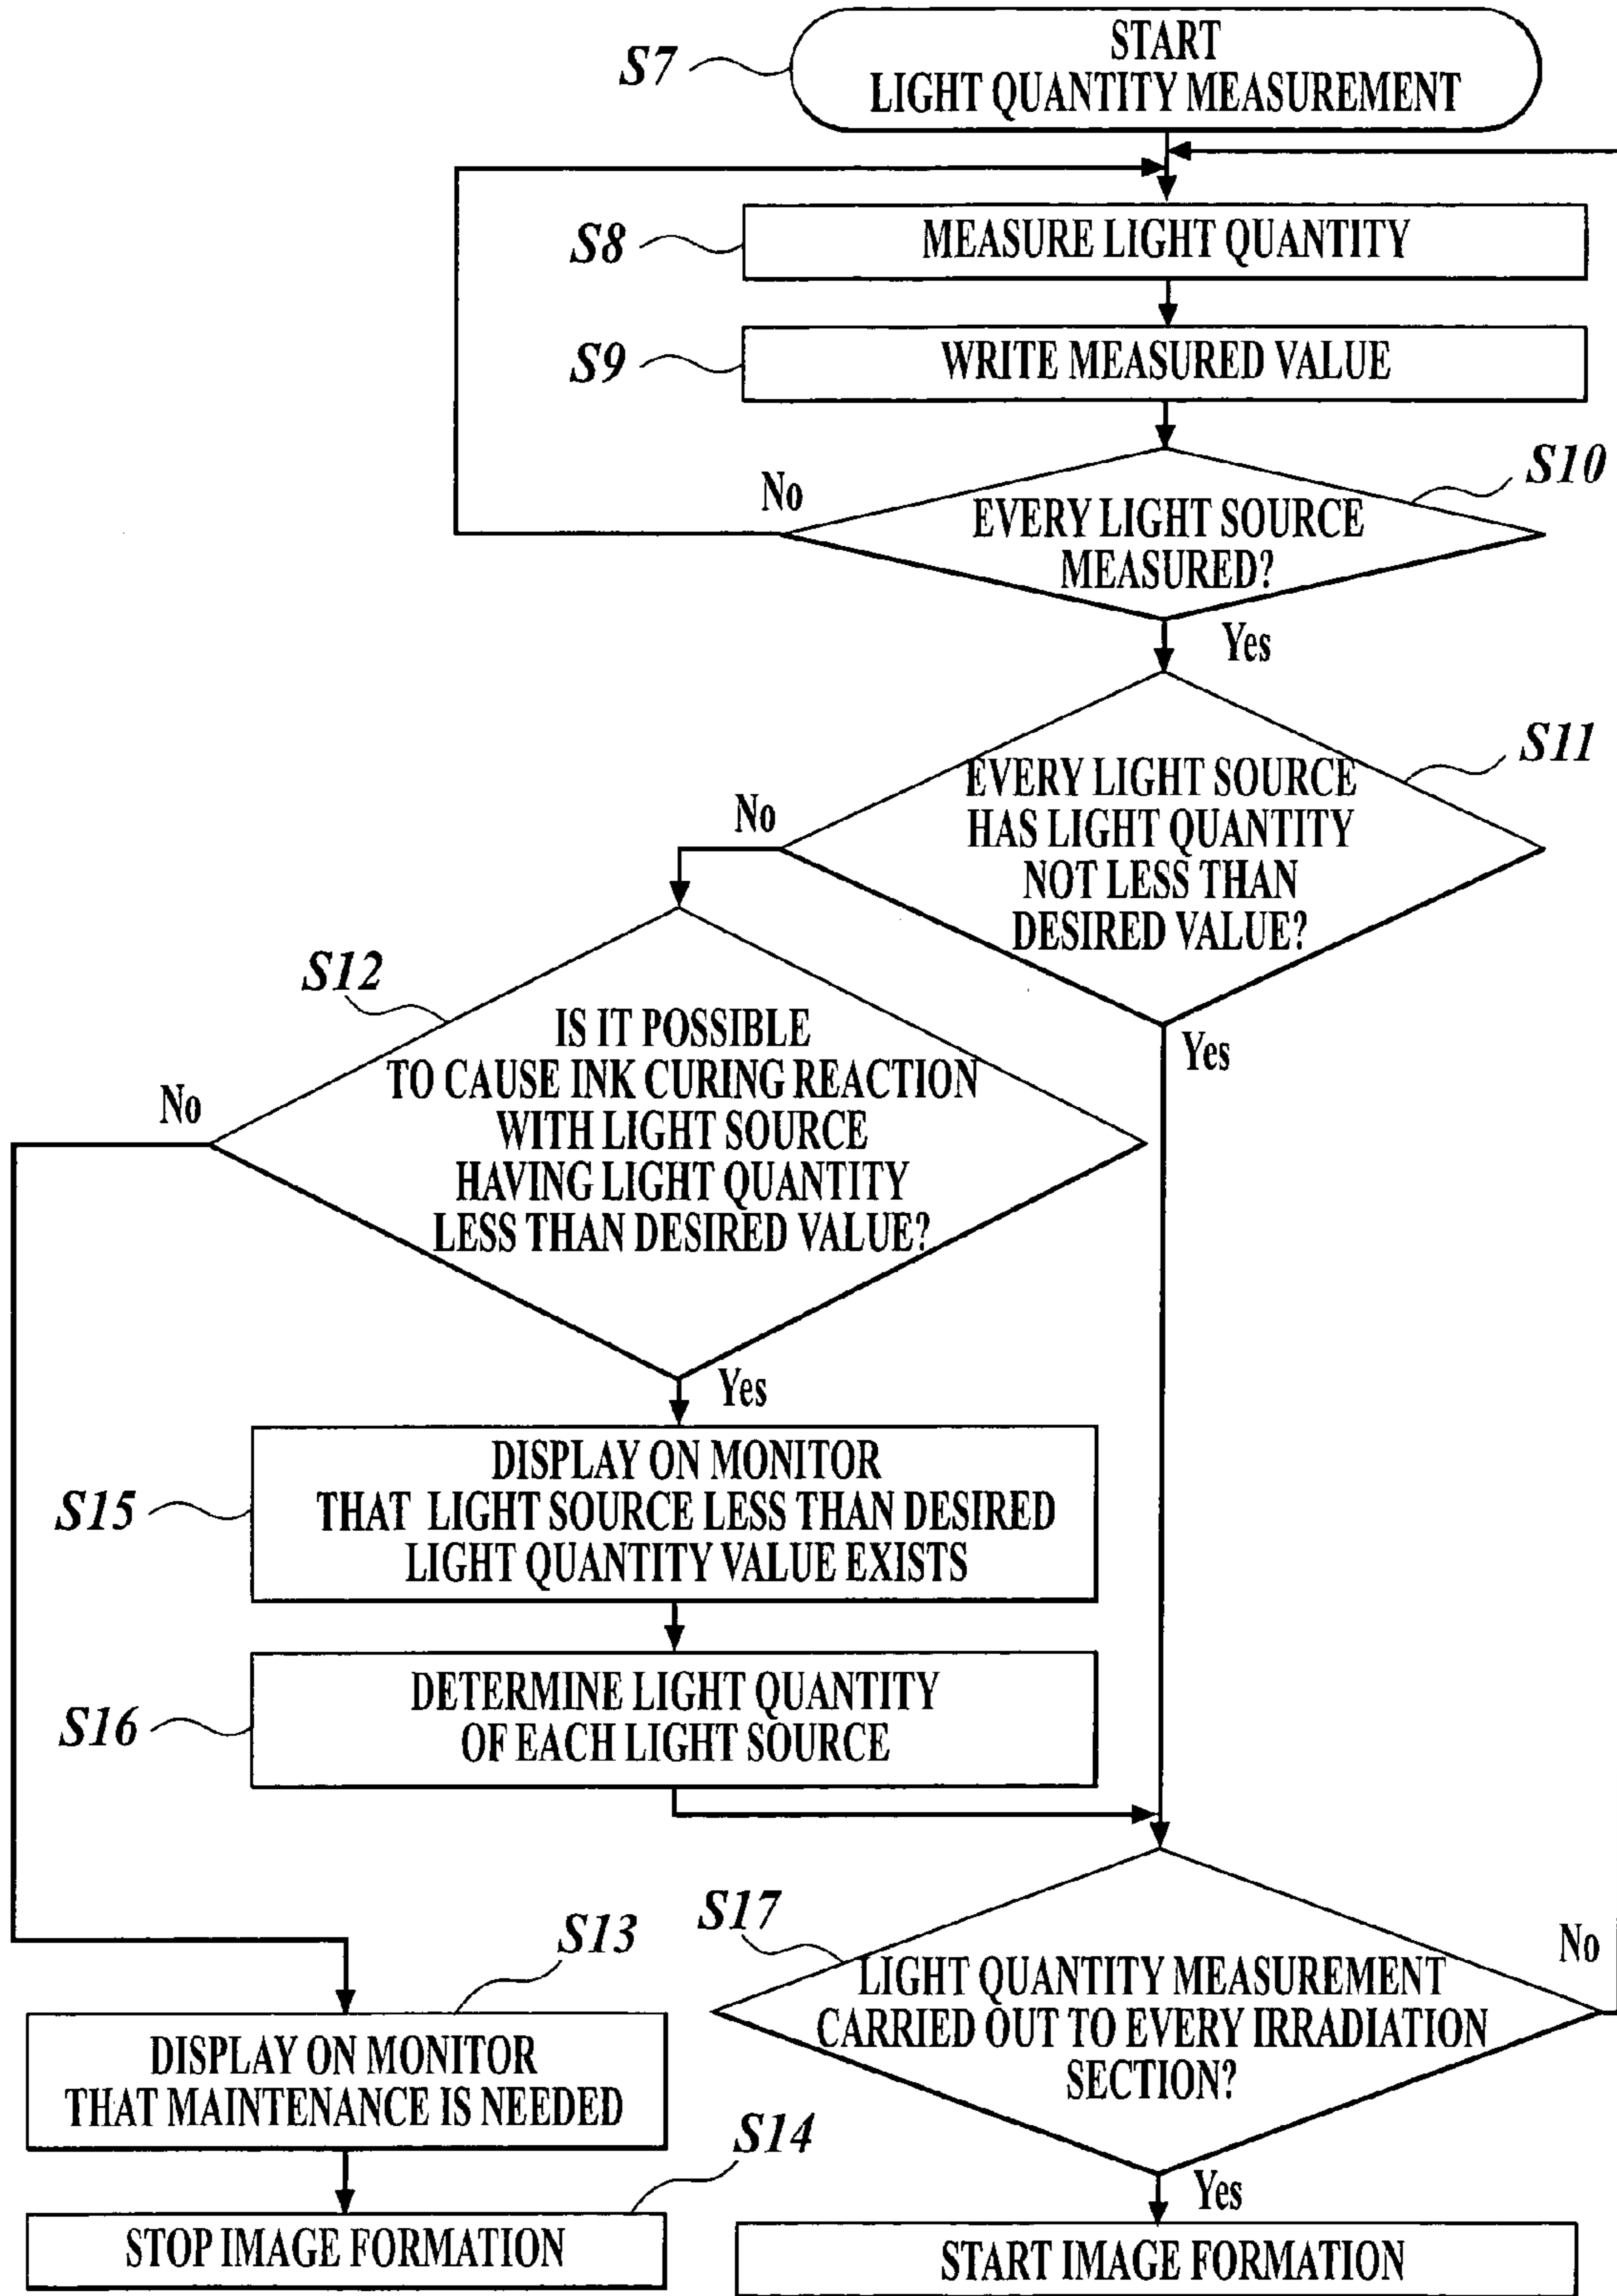 S7
START
LIGHT QUANTITY MEASUREMENT
S8
MEASURE LIGHT QUANTITY
S9
WRITE MEASURED VALUE
S10
No
EVERY LIGHT SOURCE
MEASURED?
Yes
S11
No
EVERY LIGHT SOURCE
HAS LIGHT QUANTITY
NOT LESS THAN
DESIRED VALUE?
Yes
S12
No
IS IT POSSIBLE
TO CAUSE INK CURING REACTION
WITH LIGHT SOURCE
HAVING LIGHT QUANTITY
LESS THAN DESIRED VALUE?
Yes
S15
DISPLAY ON MONITOR
THAT LIGHT SOURCE LESS THAN DESIRED
LIGHT QUANTITY VALUE EXISTS
S16
DETERMINE LIGHT QUANTITY
OF EACH LIGHT SOURCE
S13
DISPLAY ON MONITOR
THAT MAINTENANCE IS NEEDED
S14
STOP IMAGE FORMATION
S17
No
LIGHT QUANTITY MEASUREMENT
CARRIED OUT TO EVERY IRRADIATION
SECTION?
Yes
START IMAGE FORMATION